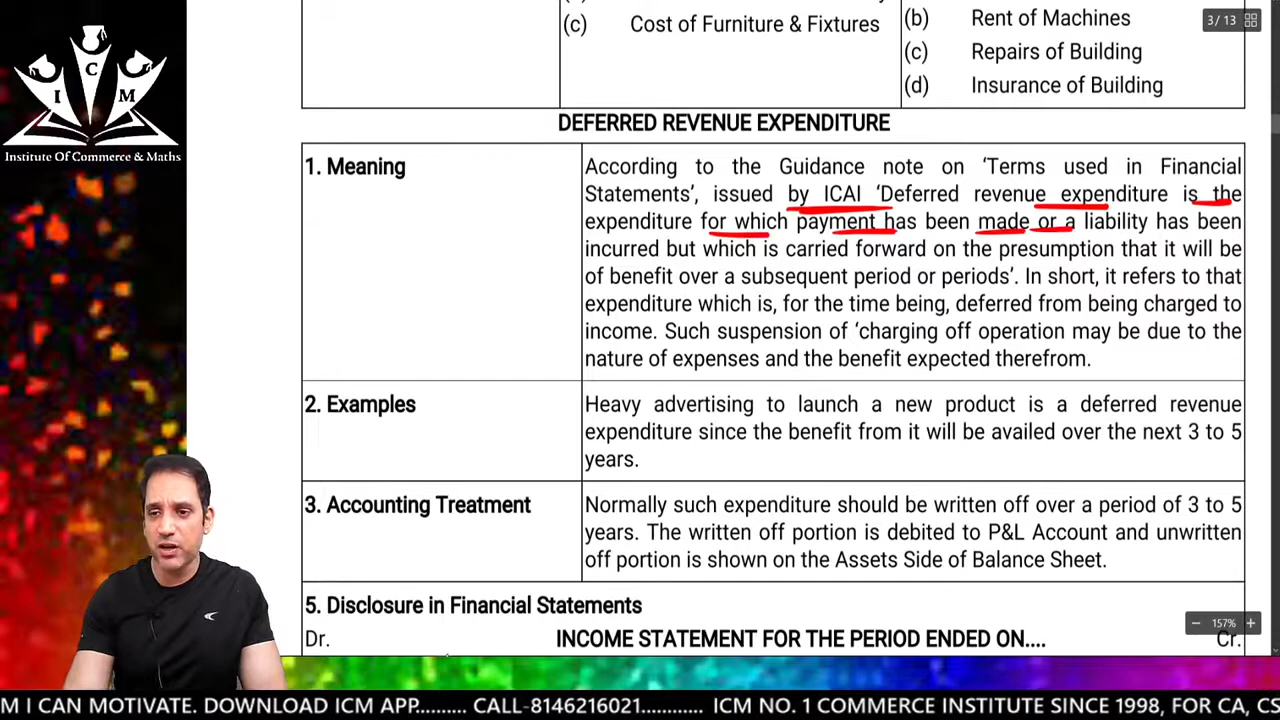 3 / 13
(c) Cost of Furniture & Fixtures
(b) Rent of Machines
(c) Repairs of Building
(d) Insurance of Building
I C M
Institute Of Commerce & Maths
DEFERRED REVENUE EXPENDITURE
1. Meaning
According to the Guidance note on ‘Terms used in Financial
Statements’, issued by ICAI ‘Deferred revenue expenditure is the
expenditure for which payment has been made or a liability has been
incurred but which is carried forward on the presumption that it will be
of benefit over a subsequent period or periods’. In short, it refers to that
expenditure which is, for the time being, deferred from being charged to
income. Such suspension of ‘charging off operation may be due to the
nature of expenses and the benefit expected therefrom.
2. Examples
Heavy advertising to launch a new product is a deferred revenue
expenditure since the benefit from it will be availed over the next 3 to 5
years.
3. Accounting Treatment
Normally such expenditure should be written off over a period of 3 to 5
years. The written off portion is debited to P&L Account and unwritten
off portion is shown on the Assets Side of Balance Sheet.
5. Disclosure in Financial Statements
157%
Dr. INCOME STATEMENT FOR THE PERIOD ENDED ON.... Cr.
M I CAN MOTIVATE. DOWNLOAD ICM APP......... CALL-8146216021............ ICM NO. 1 COMMERCE INSTITUTE SINCE 1998, FOR CA, CS